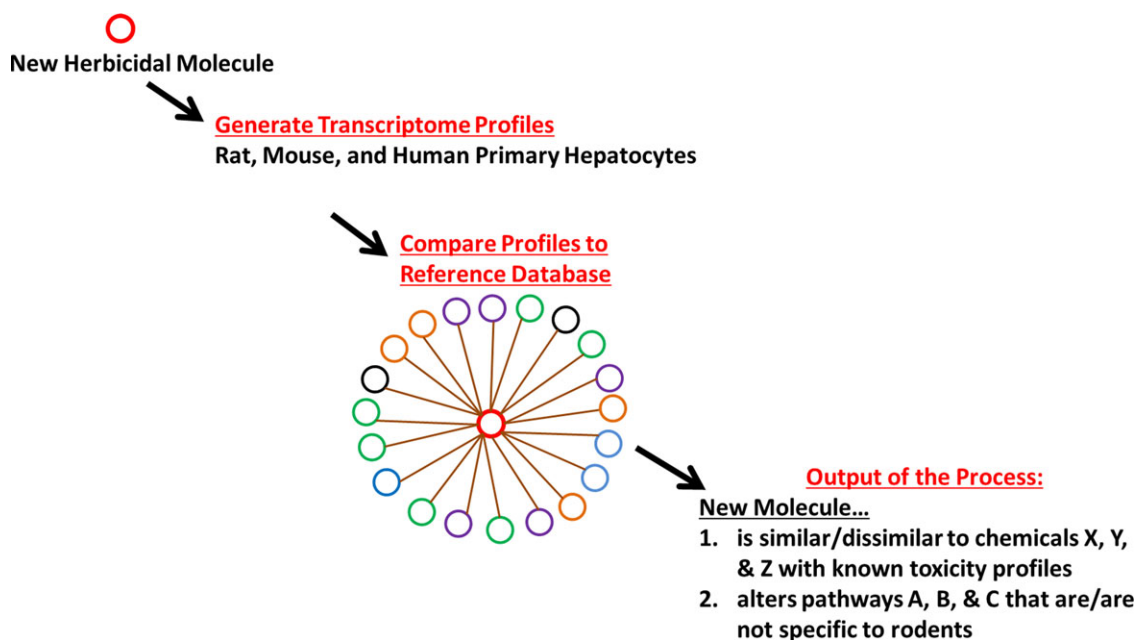 New Herbicidal Molecule
Generate Transcriptome Profiles
Rat, Mouse, and Human Primary Hepatocytes
Compare Profiles to
Reference Database
Output of the Process:
New Molecule...
1. is similar/dissimilar to chemicals X, Y,
& Z with known toxicity profiles
2. alters pathways A, B, & C that are/are
not specific to rodents